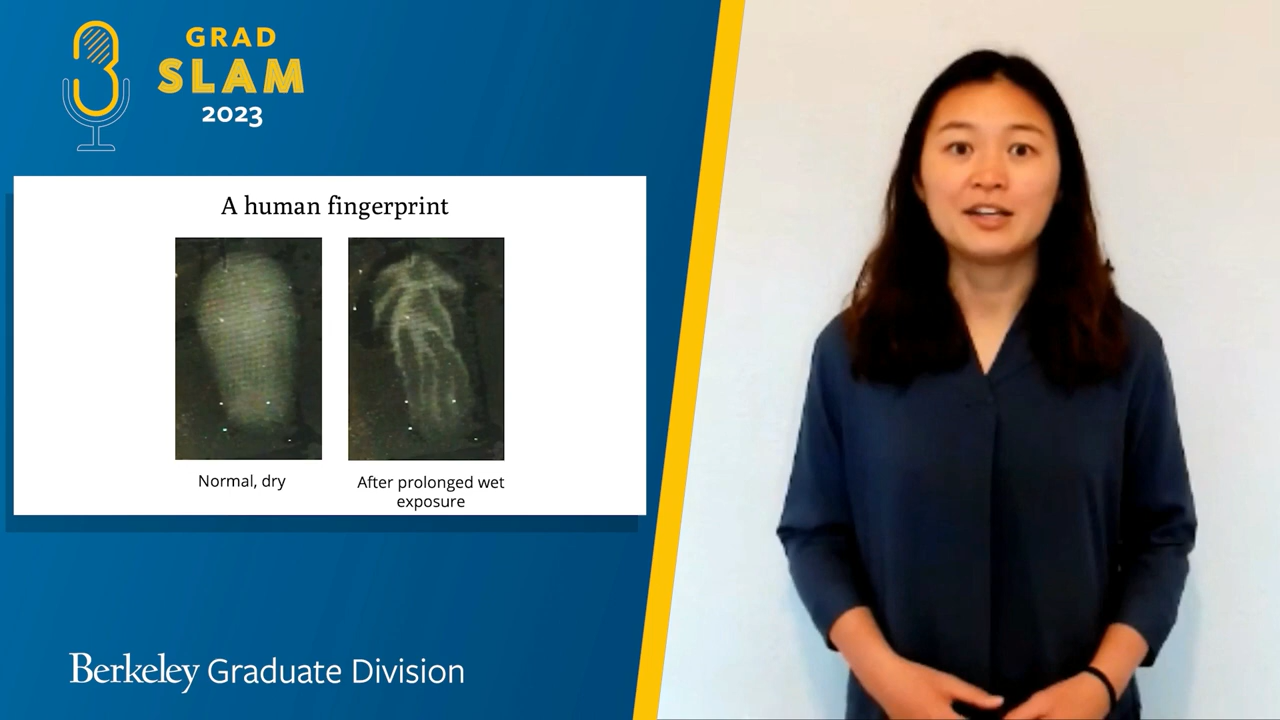 GRAD
SLAM
2023
A human fingerprint
Normal, dry
After prolonged wet
exposure
Berkeley Graduate Division